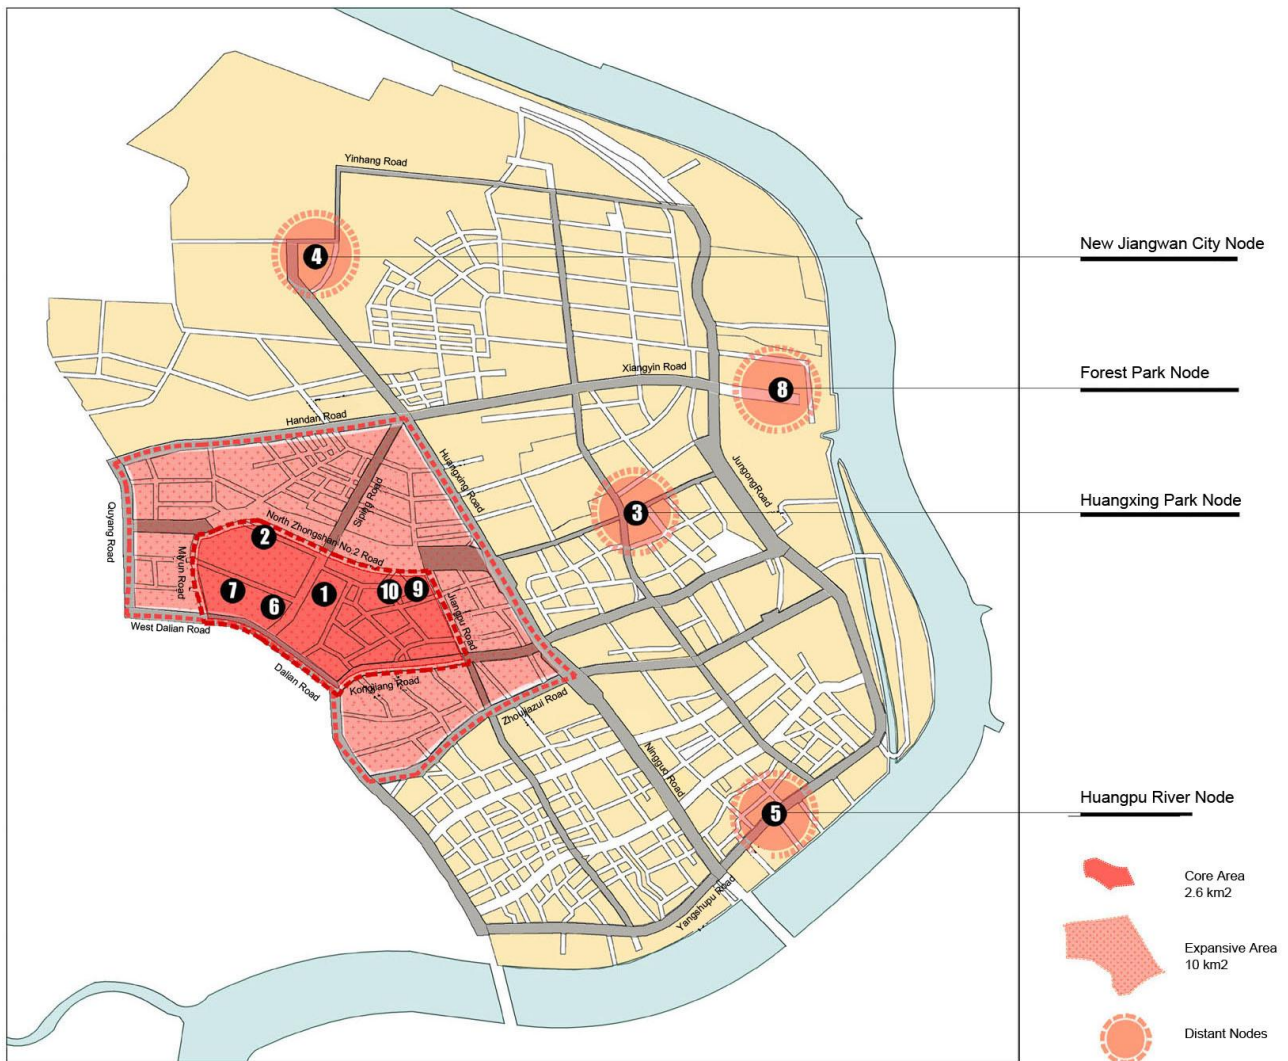 Yinhang Road
4
New Jiangwan City Node
Xiangyin Road
Forest Park Node
8
Handan Road
Huangxing Road
JungongRoad
Siping Road
Huangxing Park Node
3
Quyang Road
North Zhongshan No.2 Road
2
Miyun Road
7
6
1
10
9
Jiangpu Road
West Dalian Road
Dalian Road
Kongjiang Road
Zhoujiazui Road
Ningguo Road
Huangpu River Node
5
Yangshupu Road
Core Area
2.6 km2
Expansive Area
10 km2
Distant Nodes